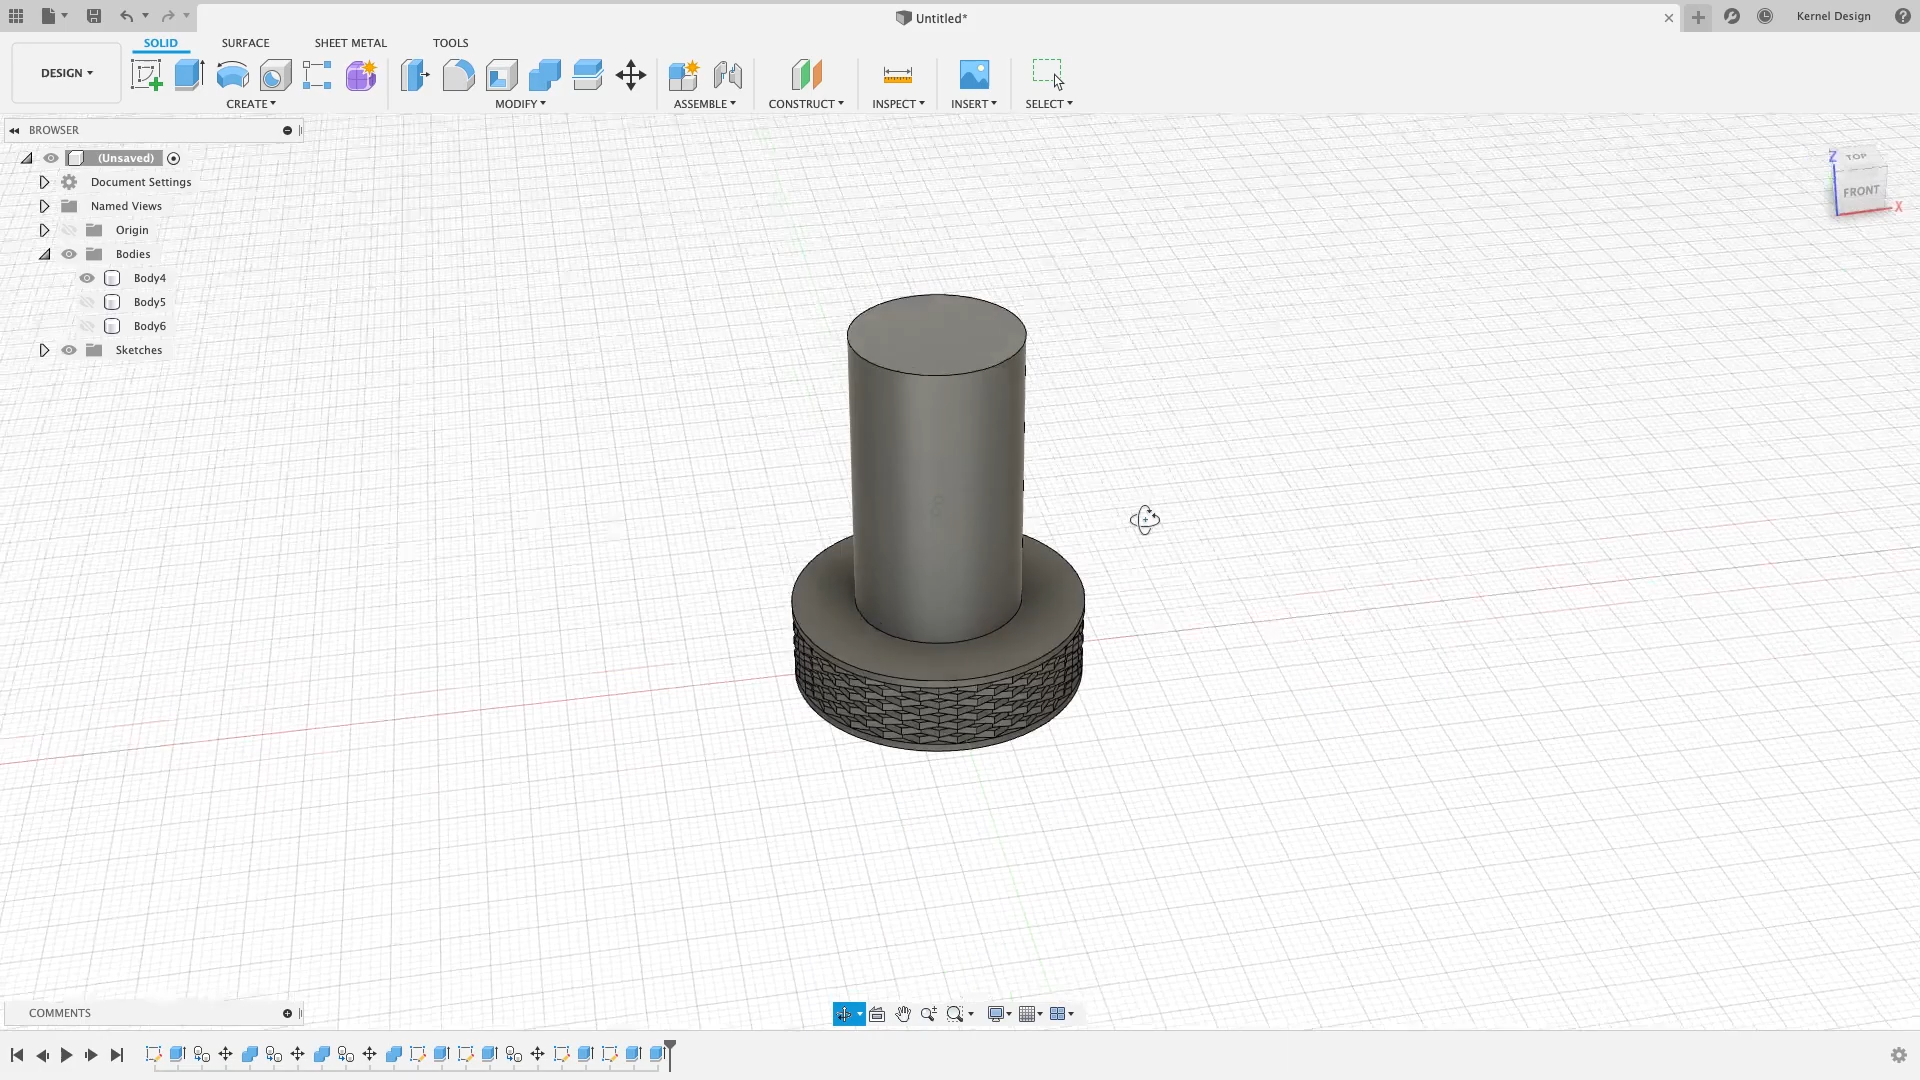 Untitled*
Kernel Design
DESIGN
SOLID
SURFACE
SHEET METAL
TOOLS
CREATE
MODIFY
ASSEMBLE
CONSTRUCT
INSPECT
INSERT
SELECT
BROWSER
(Unsaved)
Document Settings
Named Views
Origin
Bodies
Body4
Body5
Body6
Sketches
Z
TOP
FRONT
X
COMMENTS